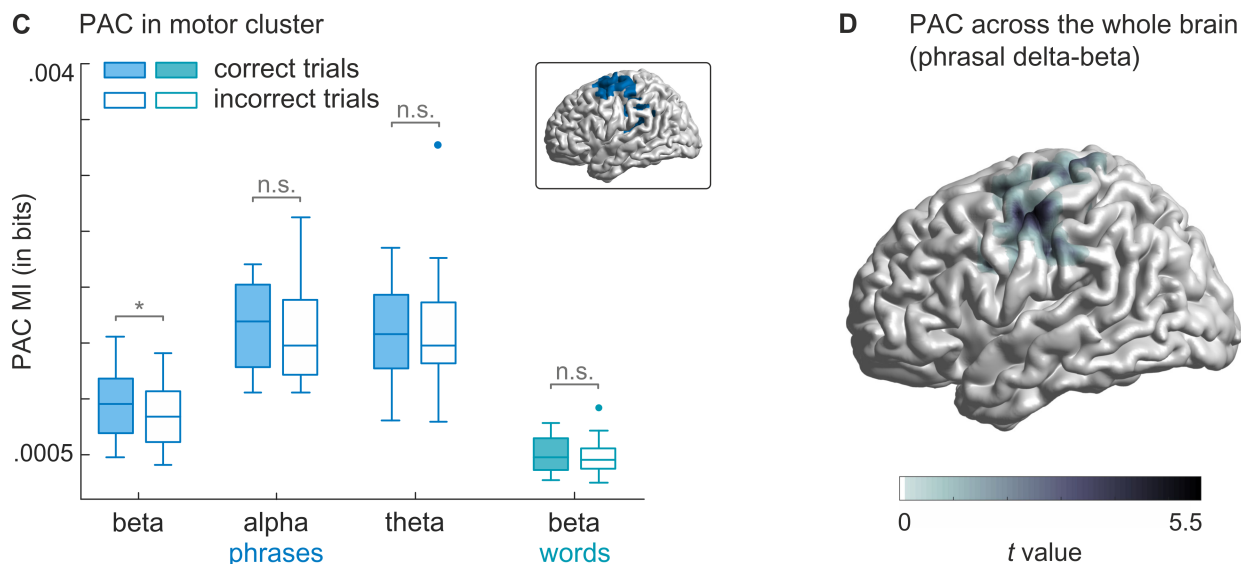 C PAC in motor cluster
.004
correct trials
incorrect trials
n.s.
n.s.
*
n.s.
.0005
PAC MI (in bits)
beta alpha theta beta
phrases words
D PAC across the whole brain
(phrasal delta-beta)
0 5.5
t value